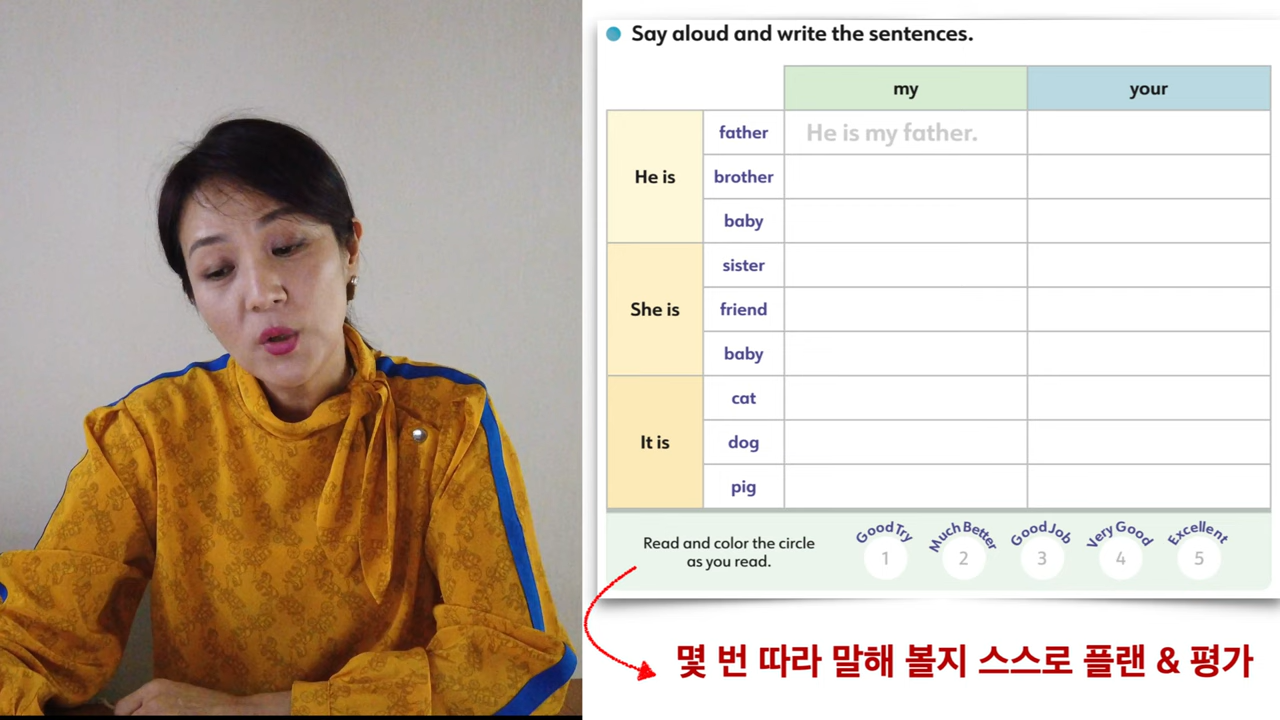 Say aloud and write the sentences.
my your
father He is my father.
He is brother
baby
sister
She is friend
baby
cat
It is dog
pig
Good Try Much Better Good Job Very Good Excellent
Read and color the circle
as you read.
1 2 3 4 5
몇 번 따라 말해 볼지 스스로 플랜 & 평가